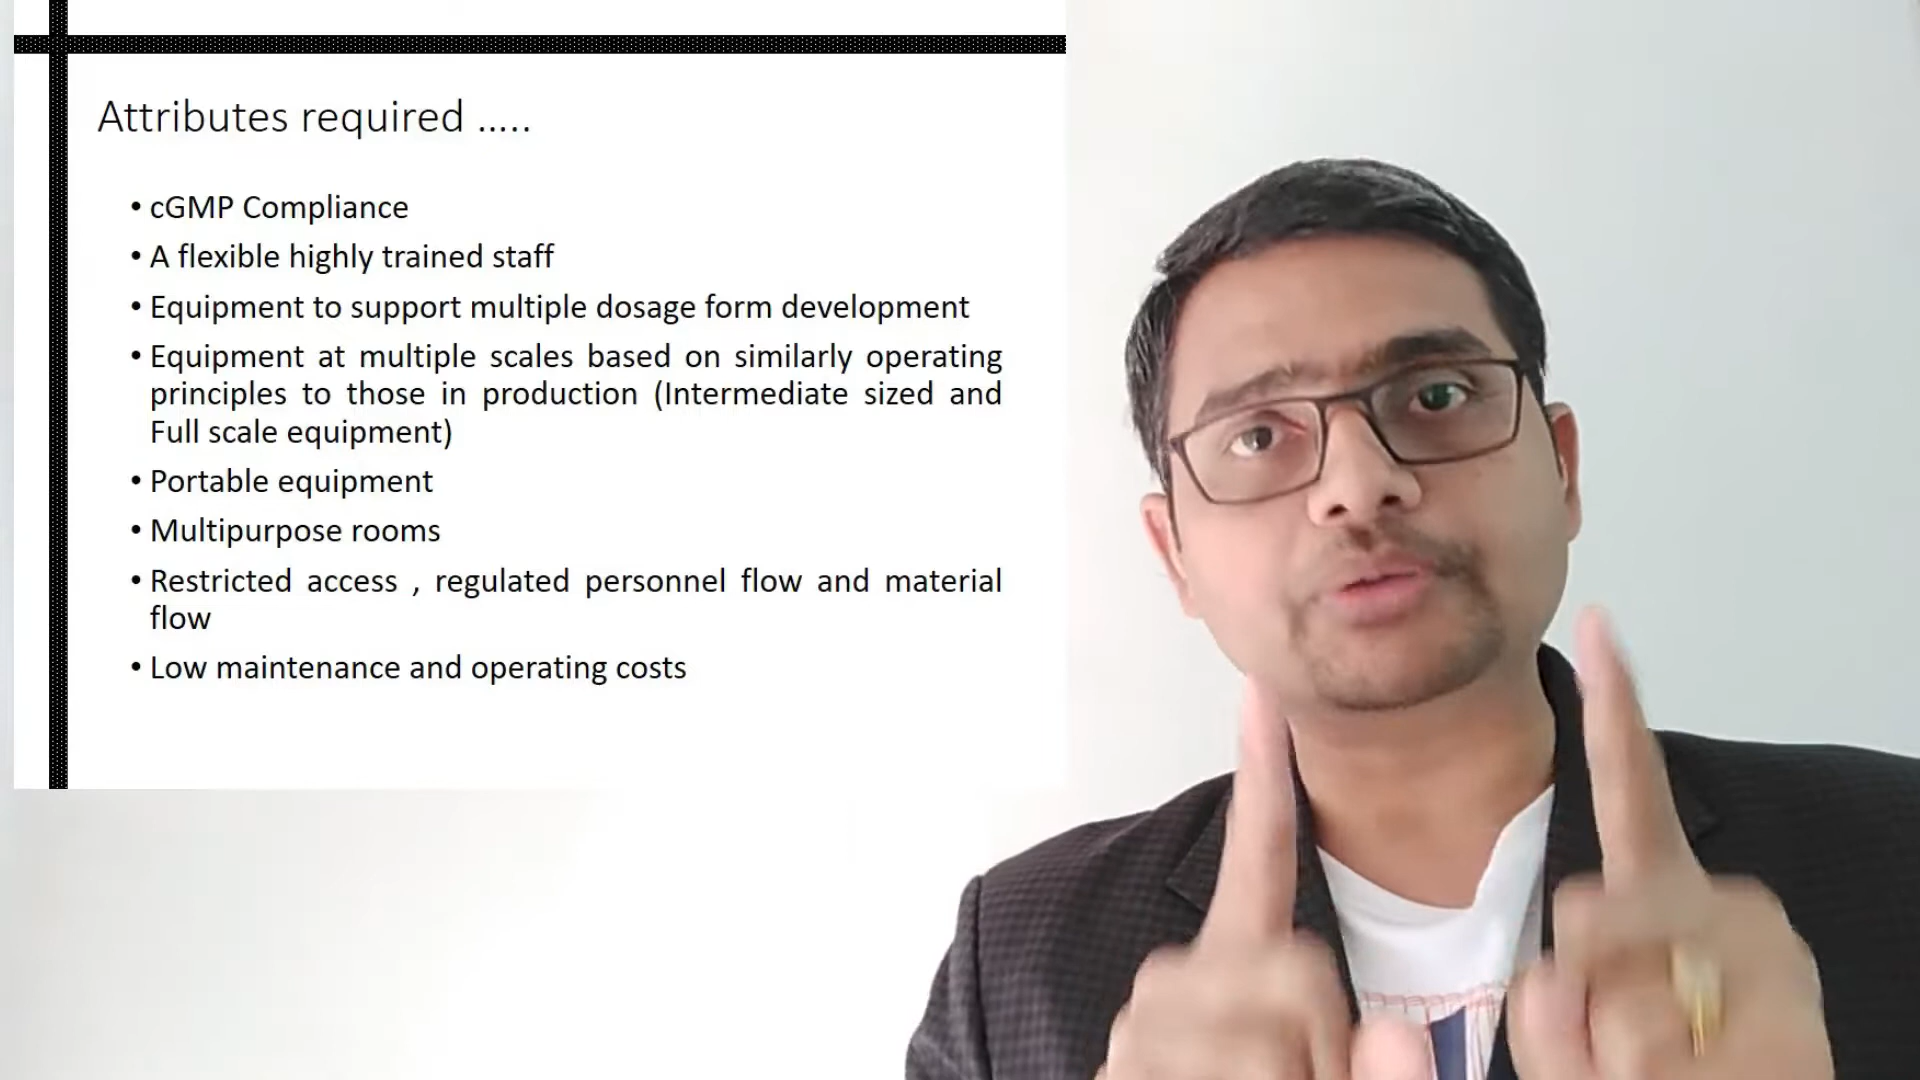 Attributes required .....
• cGMP Compliance
• A flexible highly trained staff
• Equipment to support multiple dosage form development
• Equipment at multiple scales based on similarly operating
principles to those in production (Intermediate sized and
Full scale equipment)
• Portable equipment
• Multipurpose rooms
• Restricted access , regulated personnel flow and material
flow
• Low maintenance and operating costs